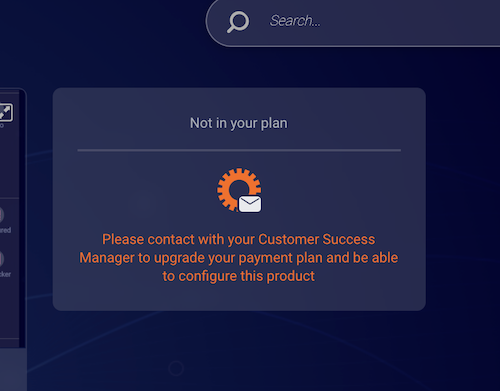 Search...
Not in your plan
Please contact with your Customer Success
Manager to upgrade your payment plan and be able
to configure this product